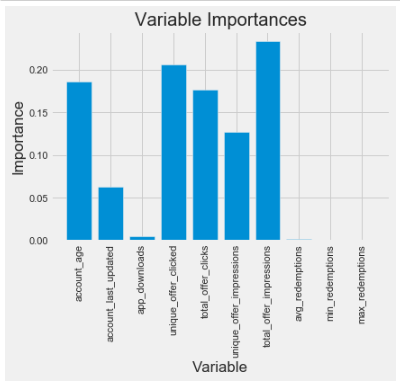 Variable Importances
Importance
0.20
0.15
0.10
0.05
0.00
account_age
account_last_updated
app_downloads
unique_offer_clicked
total_offer_clicks
unique_offer_impressions
total_offer_impressions
avg_redemptions
min_redemptions
max_redemptions
Variable